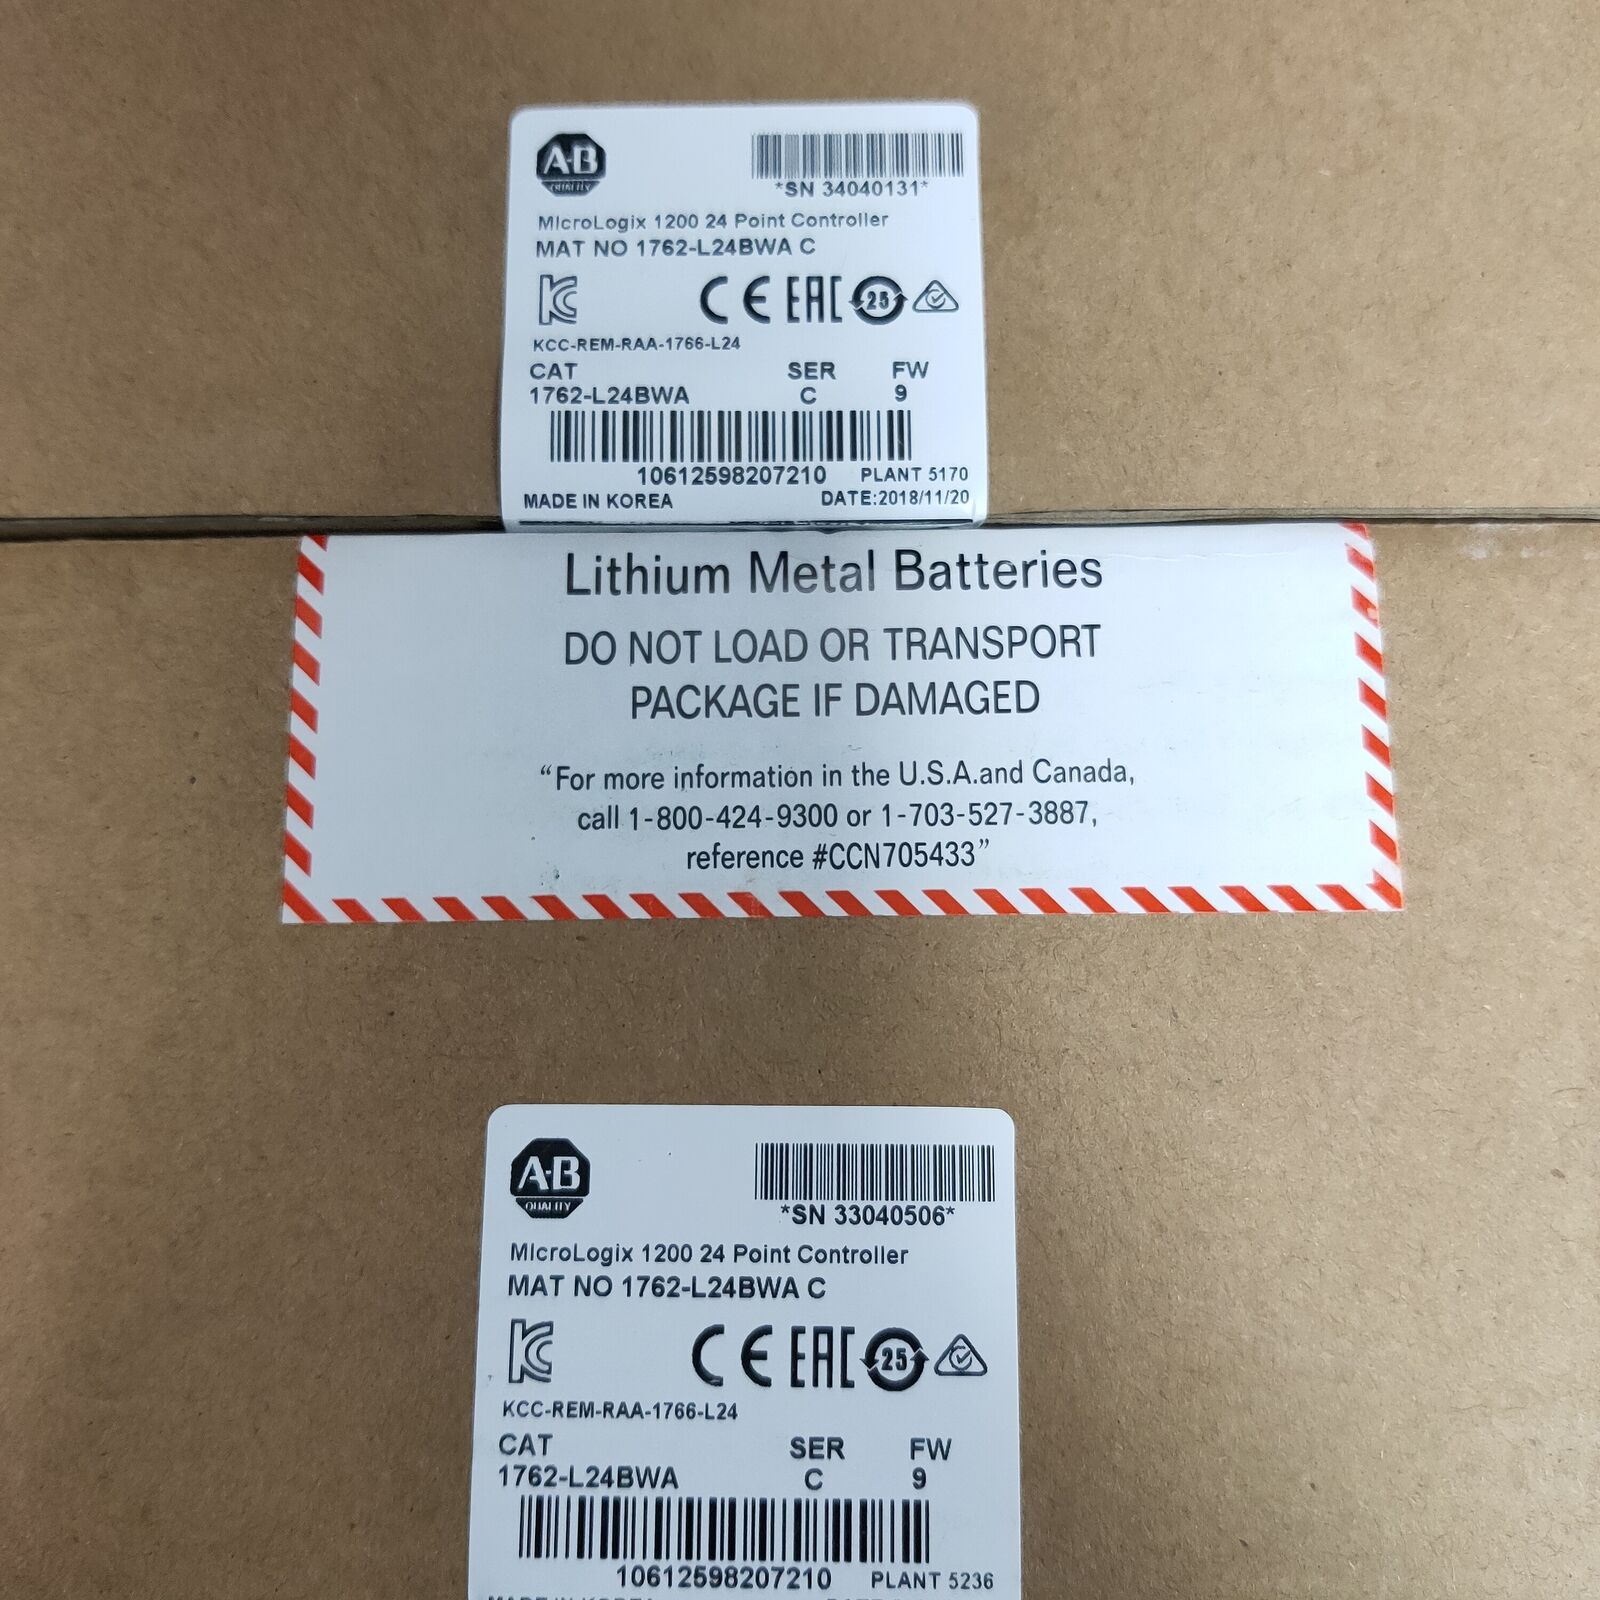 A-B
QUALITY
*SN 34040131*
MicroLogix 1200 24 Point Controller
MAT NO 1762-L24BWA C
KC CE EAC 25
KCC-REM-RAA-1766-L24
CAT SER FW
1762-L24BWA C 9
10612598207210 PLANT 5170
MADE IN KOREA DATE:2018/11/20
Lithium Metal Batteries
DO NOT LOAD OR TRANSPORT
PACKAGE IF DAMAGED
“For more information in the U.S.A.and Canada,
call 1-800-424-9300 or 1-703-527-3887,
reference #CCN705433”
A-B
QUALITY
*SN 33040506*
MicroLogix 1200 24 Point Controller
MAT NO 1762-L24BWA C
KC CE EAC 25
KCC-REM-RAA-1766-L24
CAT SER FW
1762-L24BWA C 9
10612598207210 PLANT 5236
MADE IN KOREA